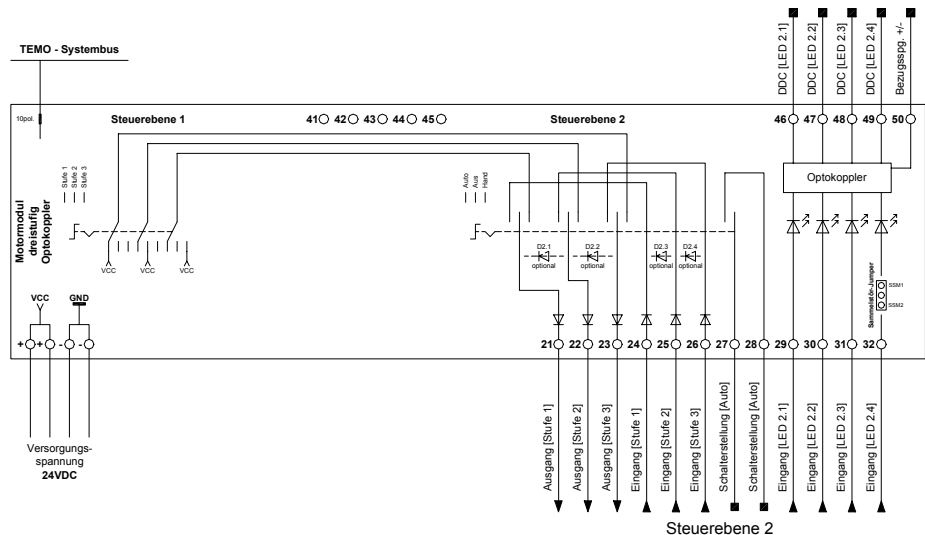 TEMO - Systembus
DDC [LED 2.1]
DDC [LED 2.2]
DDC [LED 2.3]
DDC [LED 2.4]
Bezugsspg. +/-
10pol.
Steuerebene 1
41 42 43 44 45
Steuerebene 2
46 47 48 49 50
Stufe 1
Stufe 2
Stufe 3
Auto
Aus
Hand
Optokoppler
Motormodul
dreistufig
Optokoppler
VCC VCC VCC
D2.1
optional
D2.2
optional
D2.3
D2.4
optional
Sammelstör-Jumper
SSM1
SSM2
VCC GND
+ + - -
21 22 23 24 25 26 27 28 29 30 31 32
Versorgungs-
spannung
24VDC
Ausgang [Stufe 1]
Ausgang [Stufe 2]
Ausgang [Stufe 3]
Eingang [Stufe 1]
Eingang [Stufe 2]
Eingang [Stufe 3]
Schalterstellung [Auto]
Schalterstellung [Auto]
Eingang [LED 2.1]
Eingang [LED 2.2]
Eingang [LED 2.3]
Eingang [LED 2.4]
Steuerebene 2